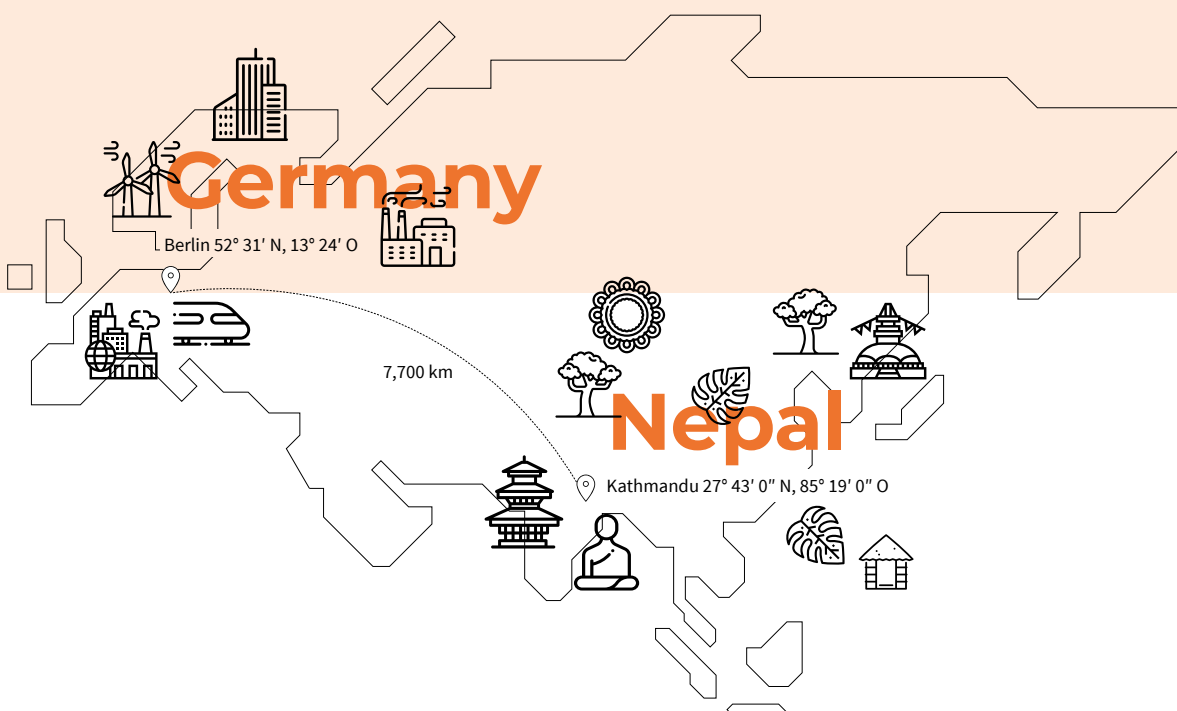 Germany
Berlin 52° 31′ N, 13° 24′ O
7,700 km
Nepal
Kathmandu 27° 43′ 0″ N, 85° 19′ 0″ O